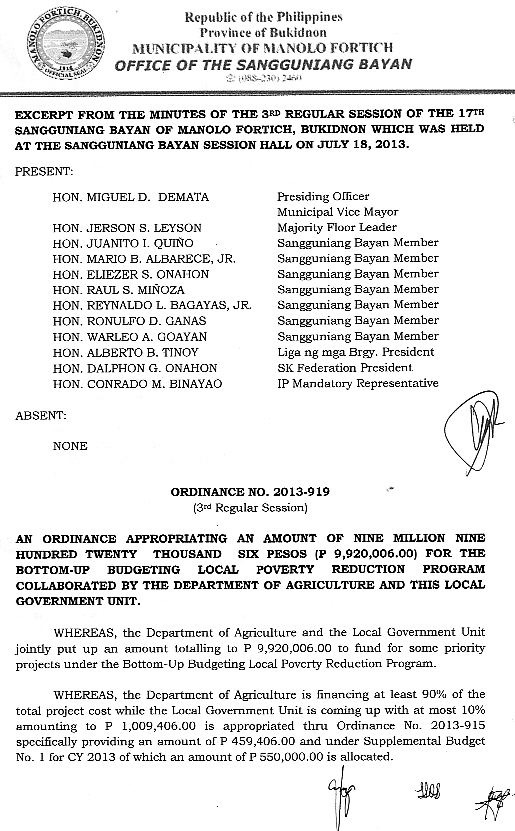 MANOLO FORTICH, BUKIDNON
1914
OFFICIAL SEAL
Republic of the Philippines
Province of Bukidnon
MUNICIPALITY OF MANOLO FORTICH
OFFICE OF THE SANGGUNIANG BAYAN
(088-230) 2460
EXCERPT FROM THE MINUTES OF THE 3RD REGULAR SESSION OF THE 17TH
SANGGUNIANG BAYAN OF MANOLO FORTICH, BUKIDNON WHICH WAS HELD
AT THE SANGGUNIANG BAYAN SESSION HALL ON JULY 18, 2013.
PRESENT:
HON. MIGUEL D. DEMATA Presiding Officer
Municipal Vice Mayor
HON. JERSON S. LEYSON Majority Floor Leader
HON. JUANITO I. QUIÑO Sangguniang Bayan Member
HON. MARIO B. ALBARECE, JR. Sangguniang Bayan Member
HON. ELIEZER S. ONAHON Sangguniang Bayan Member
HON. RAUL S. MIÑOZA Sangguniang Bayan Member
HON. REYNALDO L. BAGAYAS, JR. Sangguniang Bayan Member
HON. RONULFO D. GANAS Sangguniang Bayan Member
HON. WARLEO A. GOAYAN Sangguniang Bayan Member
HON. ALBERTO B. TINOY Liga ng mga Brgy. President
HON. DALPHON G. ONAHON SK Federation President
HON. CONRADO M. BINAYAO IP Mandatory Representative
ABSENT:
NONE
ORDINANCE NO. 2013-919
(3rd Regular Session)
AN ORDINANCE APPROPRIATING AN AMOUNT OF NINE MILLION NINE
HUNDRED TWENTY THOUSAND SIX PESOS (P 9,920,006.00) FOR THE
BOTTOM-UP BUDGETING LOCAL POVERTY REDUCTION PROGRAM
COLLABORATED BY THE DEPARTMENT OF AGRICULTURE AND THIS LOCAL
GOVERNMENT UNIT.
WHEREAS, the Department of Agriculture and the Local Government Unit
jointly put up an amount totalling to P 9,920,006.00 to fund for some priority
projects under the Bottom-Up Budgeting Local Poverty Reduction Program.
WHEREAS, the Department of Agriculture is financing at least 90% of the
total project cost while the Local Government Unit is coming up with at most 10%
amounting to P 1,009,406.00 is appropriated thru Ordinance No. 2013-915
specifically providing an amount of P 459,406.00 and under Supplemental Budget
No. 1 for CY 2013 of which an amount of P 550,000.00 is allocated.